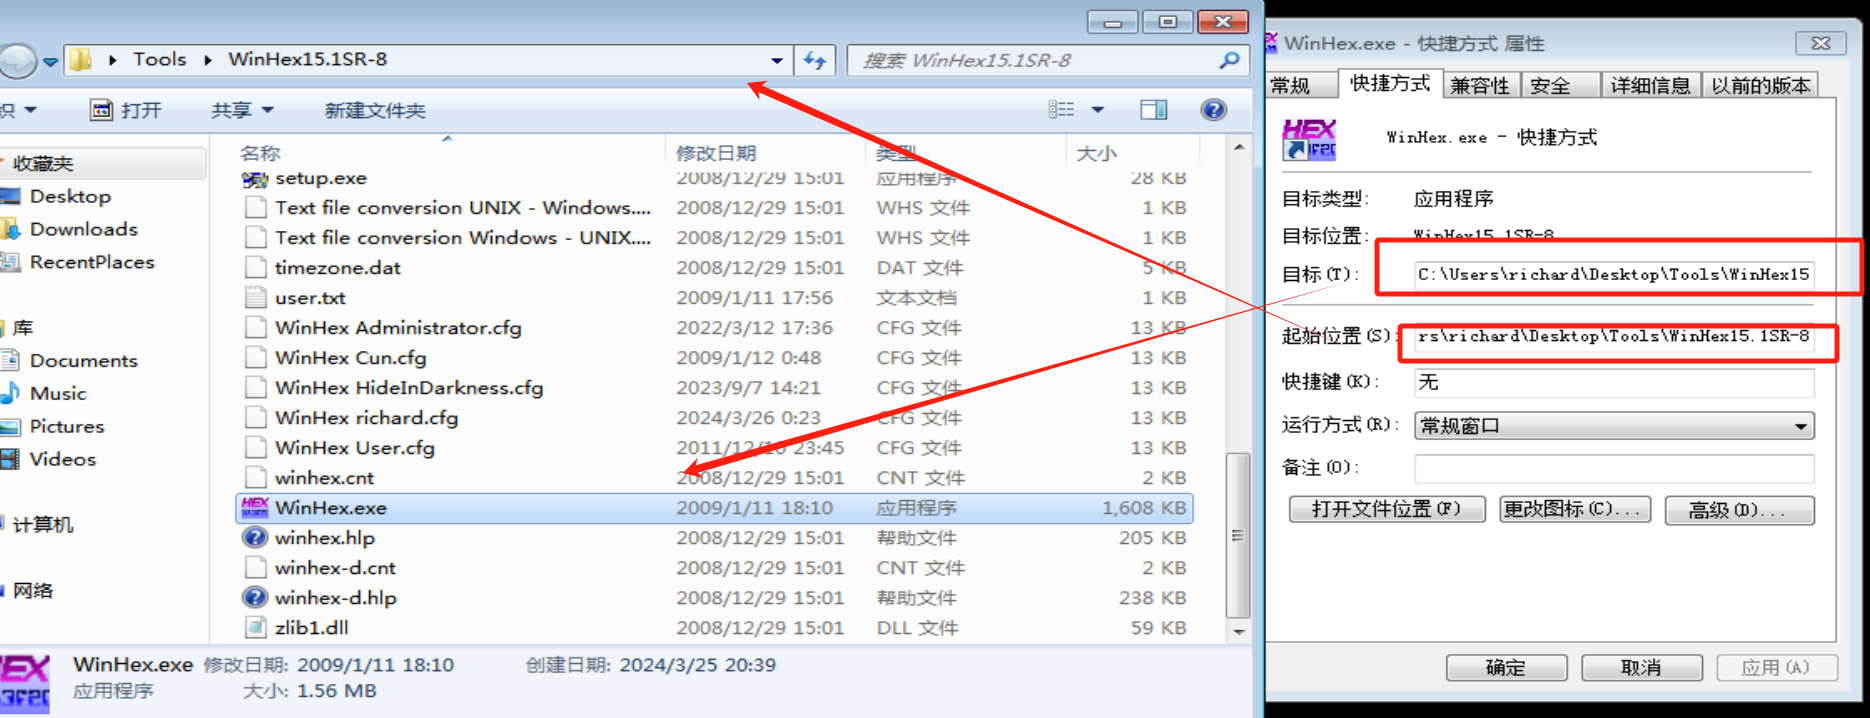 Tools WinHex15.1SR-8
搜索 WinHex15.1SR-8
织 打开 共享 新建文件夹
收藏夹
Desktop
Downloads
RecentPlaces
库
Documents
Music
Pictures
Videos
计算机
网络
名称 修改日期 类型 大小
setup.exe 2008/12/29 15:01 应用程序 28 KB
Text file conversion UNIX - Windows.... 2008/12/29 15:01 WHS 文件 1 KB
Text file conversion Windows - UNIX.... 2008/12/29 15:01 WHS 文件 1 KB
timezone.dat 2008/12/29 15:01 DAT 文件 5 KB
user.txt 2009/1/11 17:56 文本文档 1 KB
WinHex Administrator.cfg 2022/3/12 17:36 CFG 文件 13 KB
WinHex Cun.cfg 2009/1/12 0:48 CFG 文件 13 KB
WinHex HideInDarkness.cfg 2023/9/7 14:21 CFG 文件 13 KB
WinHex richard.cfg 2024/3/26 0:23 CFG 文件 13 KB
WinHex User.cfg 2011/12/16 23:45 CFG 文件 13 KB
winhex.cnt 2008/12/29 15:01 CNT 文件 2 KB
WinHex.exe 2009/1/11 18:10 应用程序 1,608 KB
winhex.hlp 2008/12/29 15:01 帮助文件 205 KB
winhex-d.cnt 2008/12/29 15:01 CNT 文件 2 KB
winhex-d.hlp 2008/12/29 15:01 帮助文件 238 KB
zlib1.dll 2008/12/29 15:01 DLL 文件 59 KB
WinHex.exe 修改日期: 2009/1/11 18:10 创建日期: 2024/3/25 20:39
应用程序 大小: 1.56 MB
WinHex.exe - 快捷方式 属性
常规 快捷方式 兼容性 安全 详细信息 以前的版本
HEX WinHex.exe - 快捷方式
目标类型: 应用程序
目标位置: WinHex15.1SR-8
目标(T): C:\Users\richard\Desktop\Tools\WinHex15
起始位置(S): rs\richard\Desktop\Tools\WinHex15.1SR-8
快捷键(K): 无
运行方式(R): 常规窗口
备注(O):
打开文件位置(F) 更改图标(C)... 高级(D)...
确定 取消 应用(A)